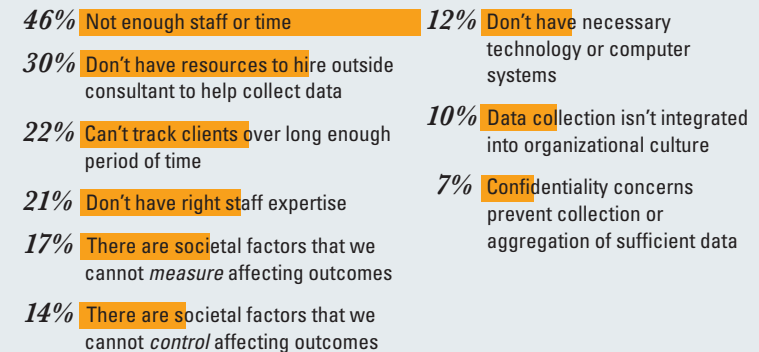 46% Not enough staff or time
30% Don't have resources to hire outside
consultant to help collect data
22% Can't track clients over long enough
period of time
21% Don't have right staff expertise
17% There are societal factors that we
cannot measure affecting outcomes
14% There are societal factors that we
cannot control affecting outcomes
12% Don't have necessary
technology or computer
systems
10% Data collection isn't integrated
into organizational culture
7% Confidentiality concerns
prevent collection or
aggregation of sufficient data